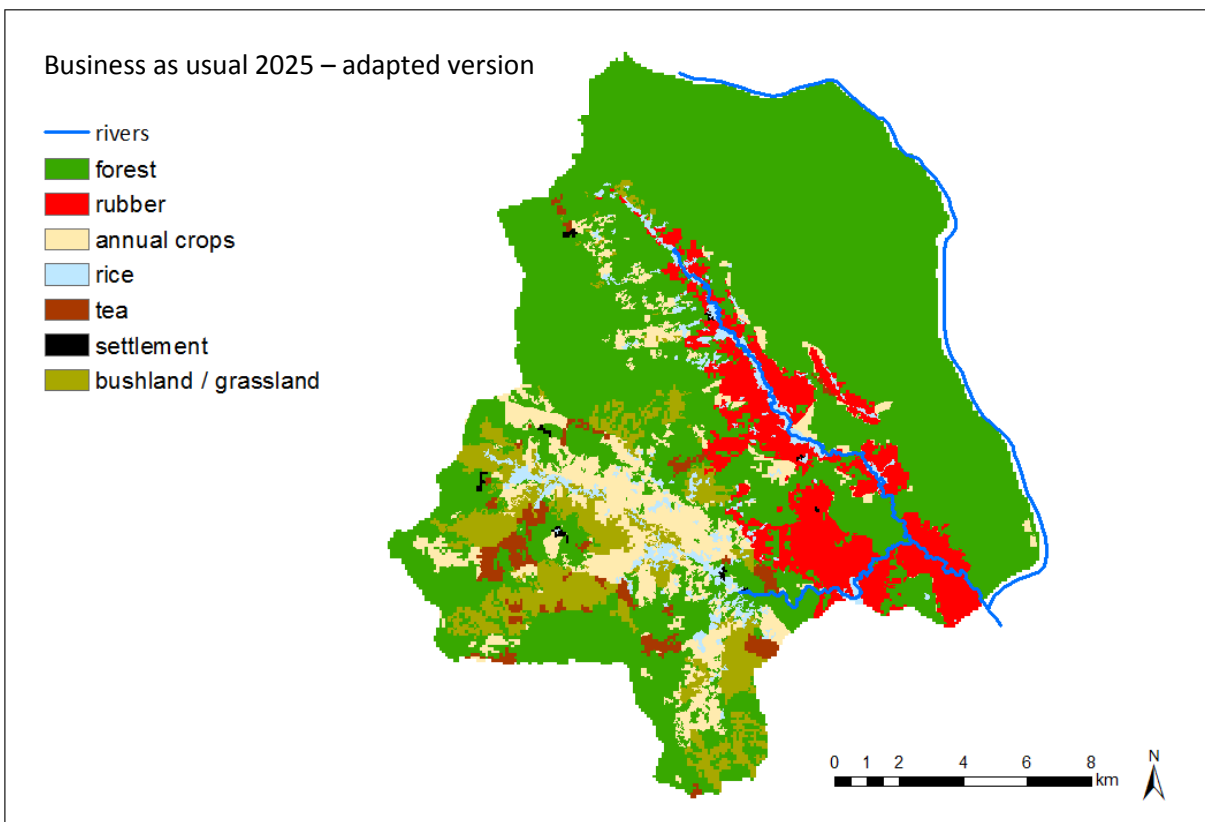 Business as usual 2025 – adapted version
rivers
forest
rubber
annual crops
rice
tea
settlement
bushland / grassland
0 1 2 4 6 8
km
N